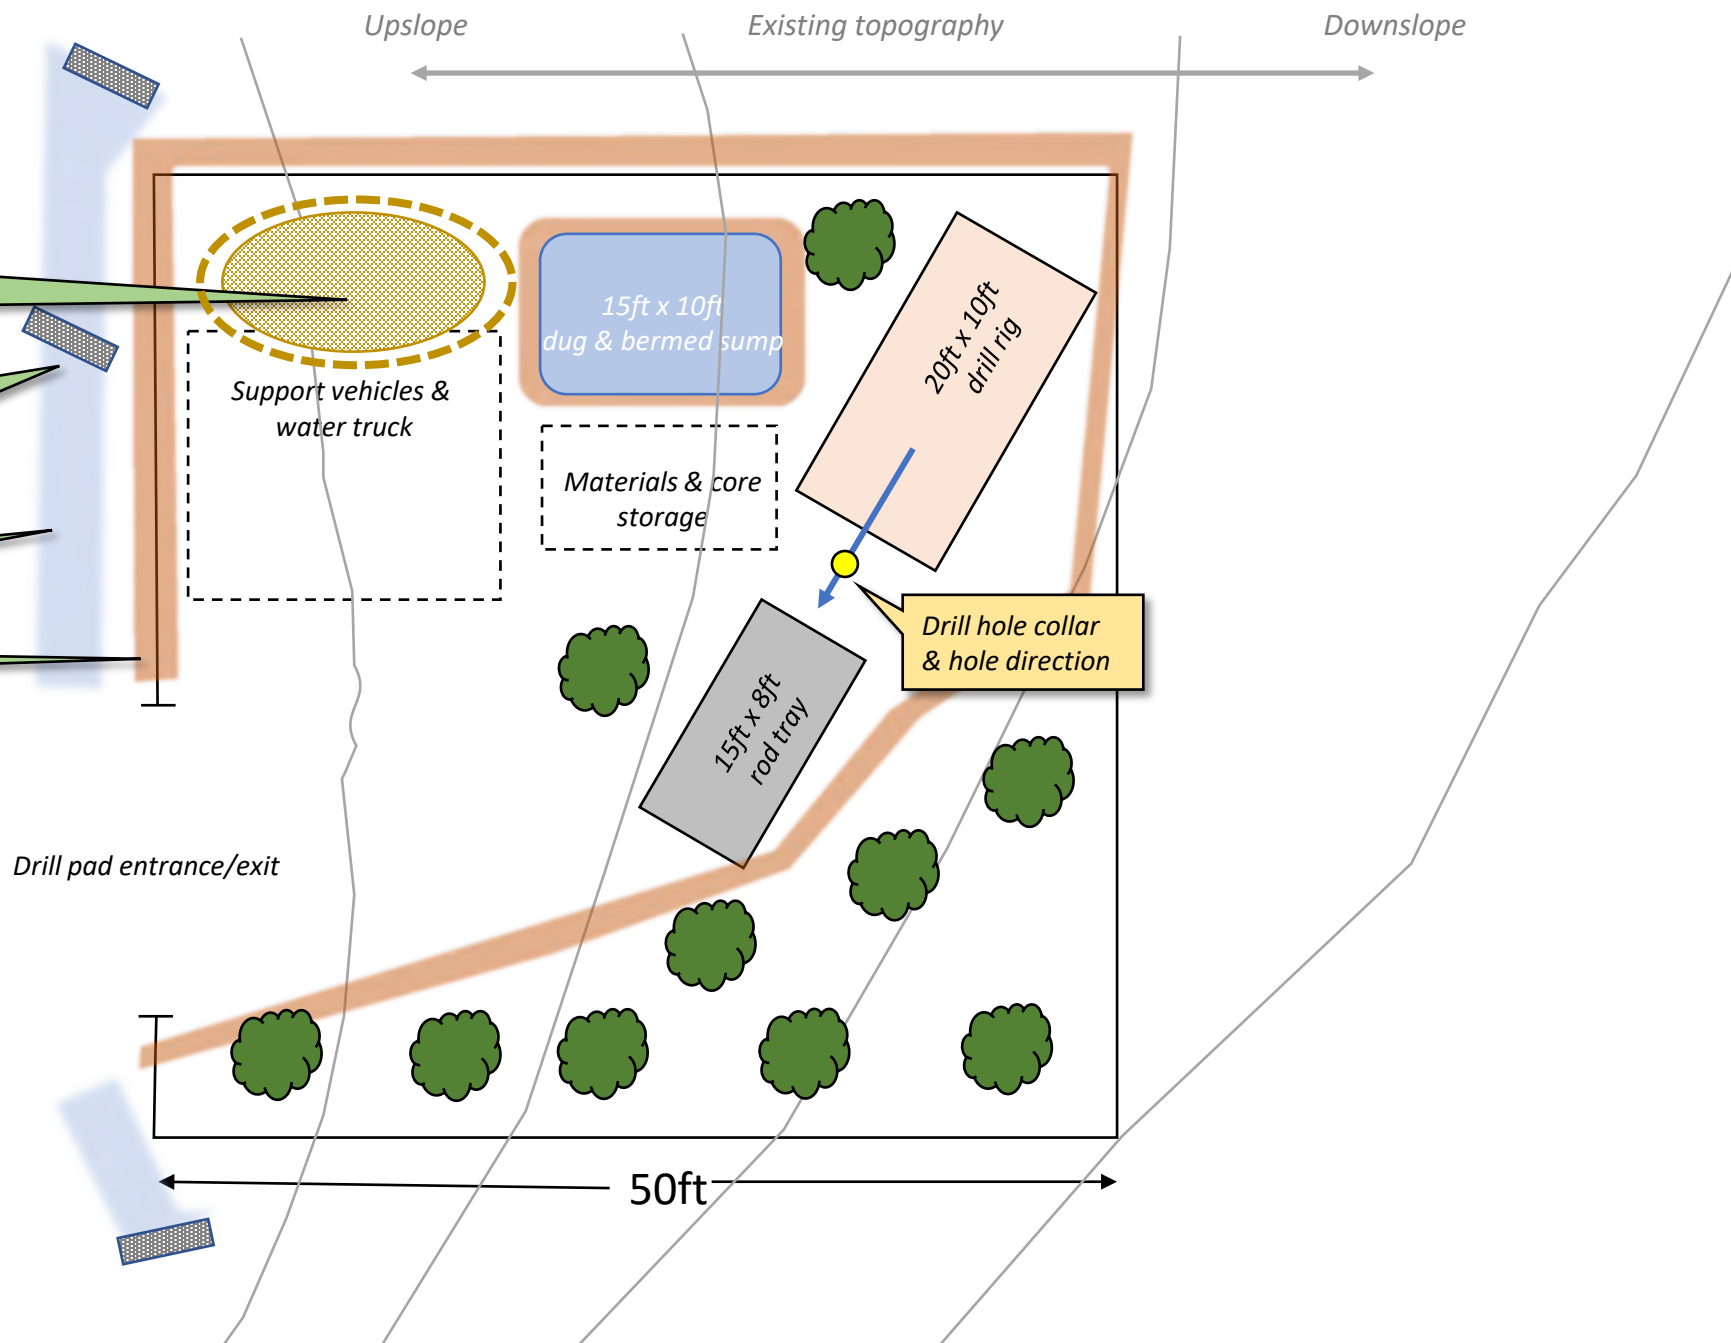 Upslope
Existing topography
Downslope
15ft x 10ft
dug & bermed sump
20ft x 10ft
drill rig
Support vehicles &
water truck
Materials & core
storage
Drill hole collar
& hole direction
15ft x 8ft
rod tray
Drill pad entrance/exit
50ft